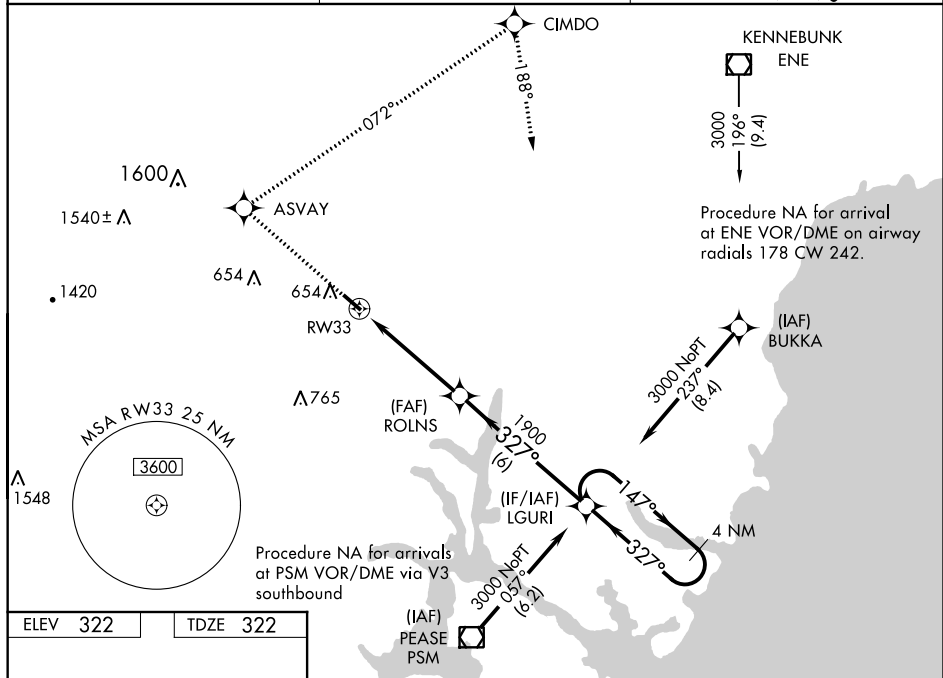 CIMDO
KENNEBUNK
ENE
188°
072°
3000
196°
(9.4)
1600
1540±
ASVAY
Procedure NA for arrival
at ENE VOR/DME on airway
radials 178 CW 242.
654
654
1420
RW33
(IAF)
BUKKA
3000 NoPT
237°
(8.4)
765
(FAF)
ROLNS
1900
327°
(6)
MSA RW33 25 NM
3600
1548
(IF/IAF)
LGURI
147°
4 NM
327°
Procedure NA for arrivals
at PSM VOR/DME via V3
southbound
3000 NoPT
057°
(6.2)
(IAF)
PEASE
PSM
ELEV 322
TDZE 322